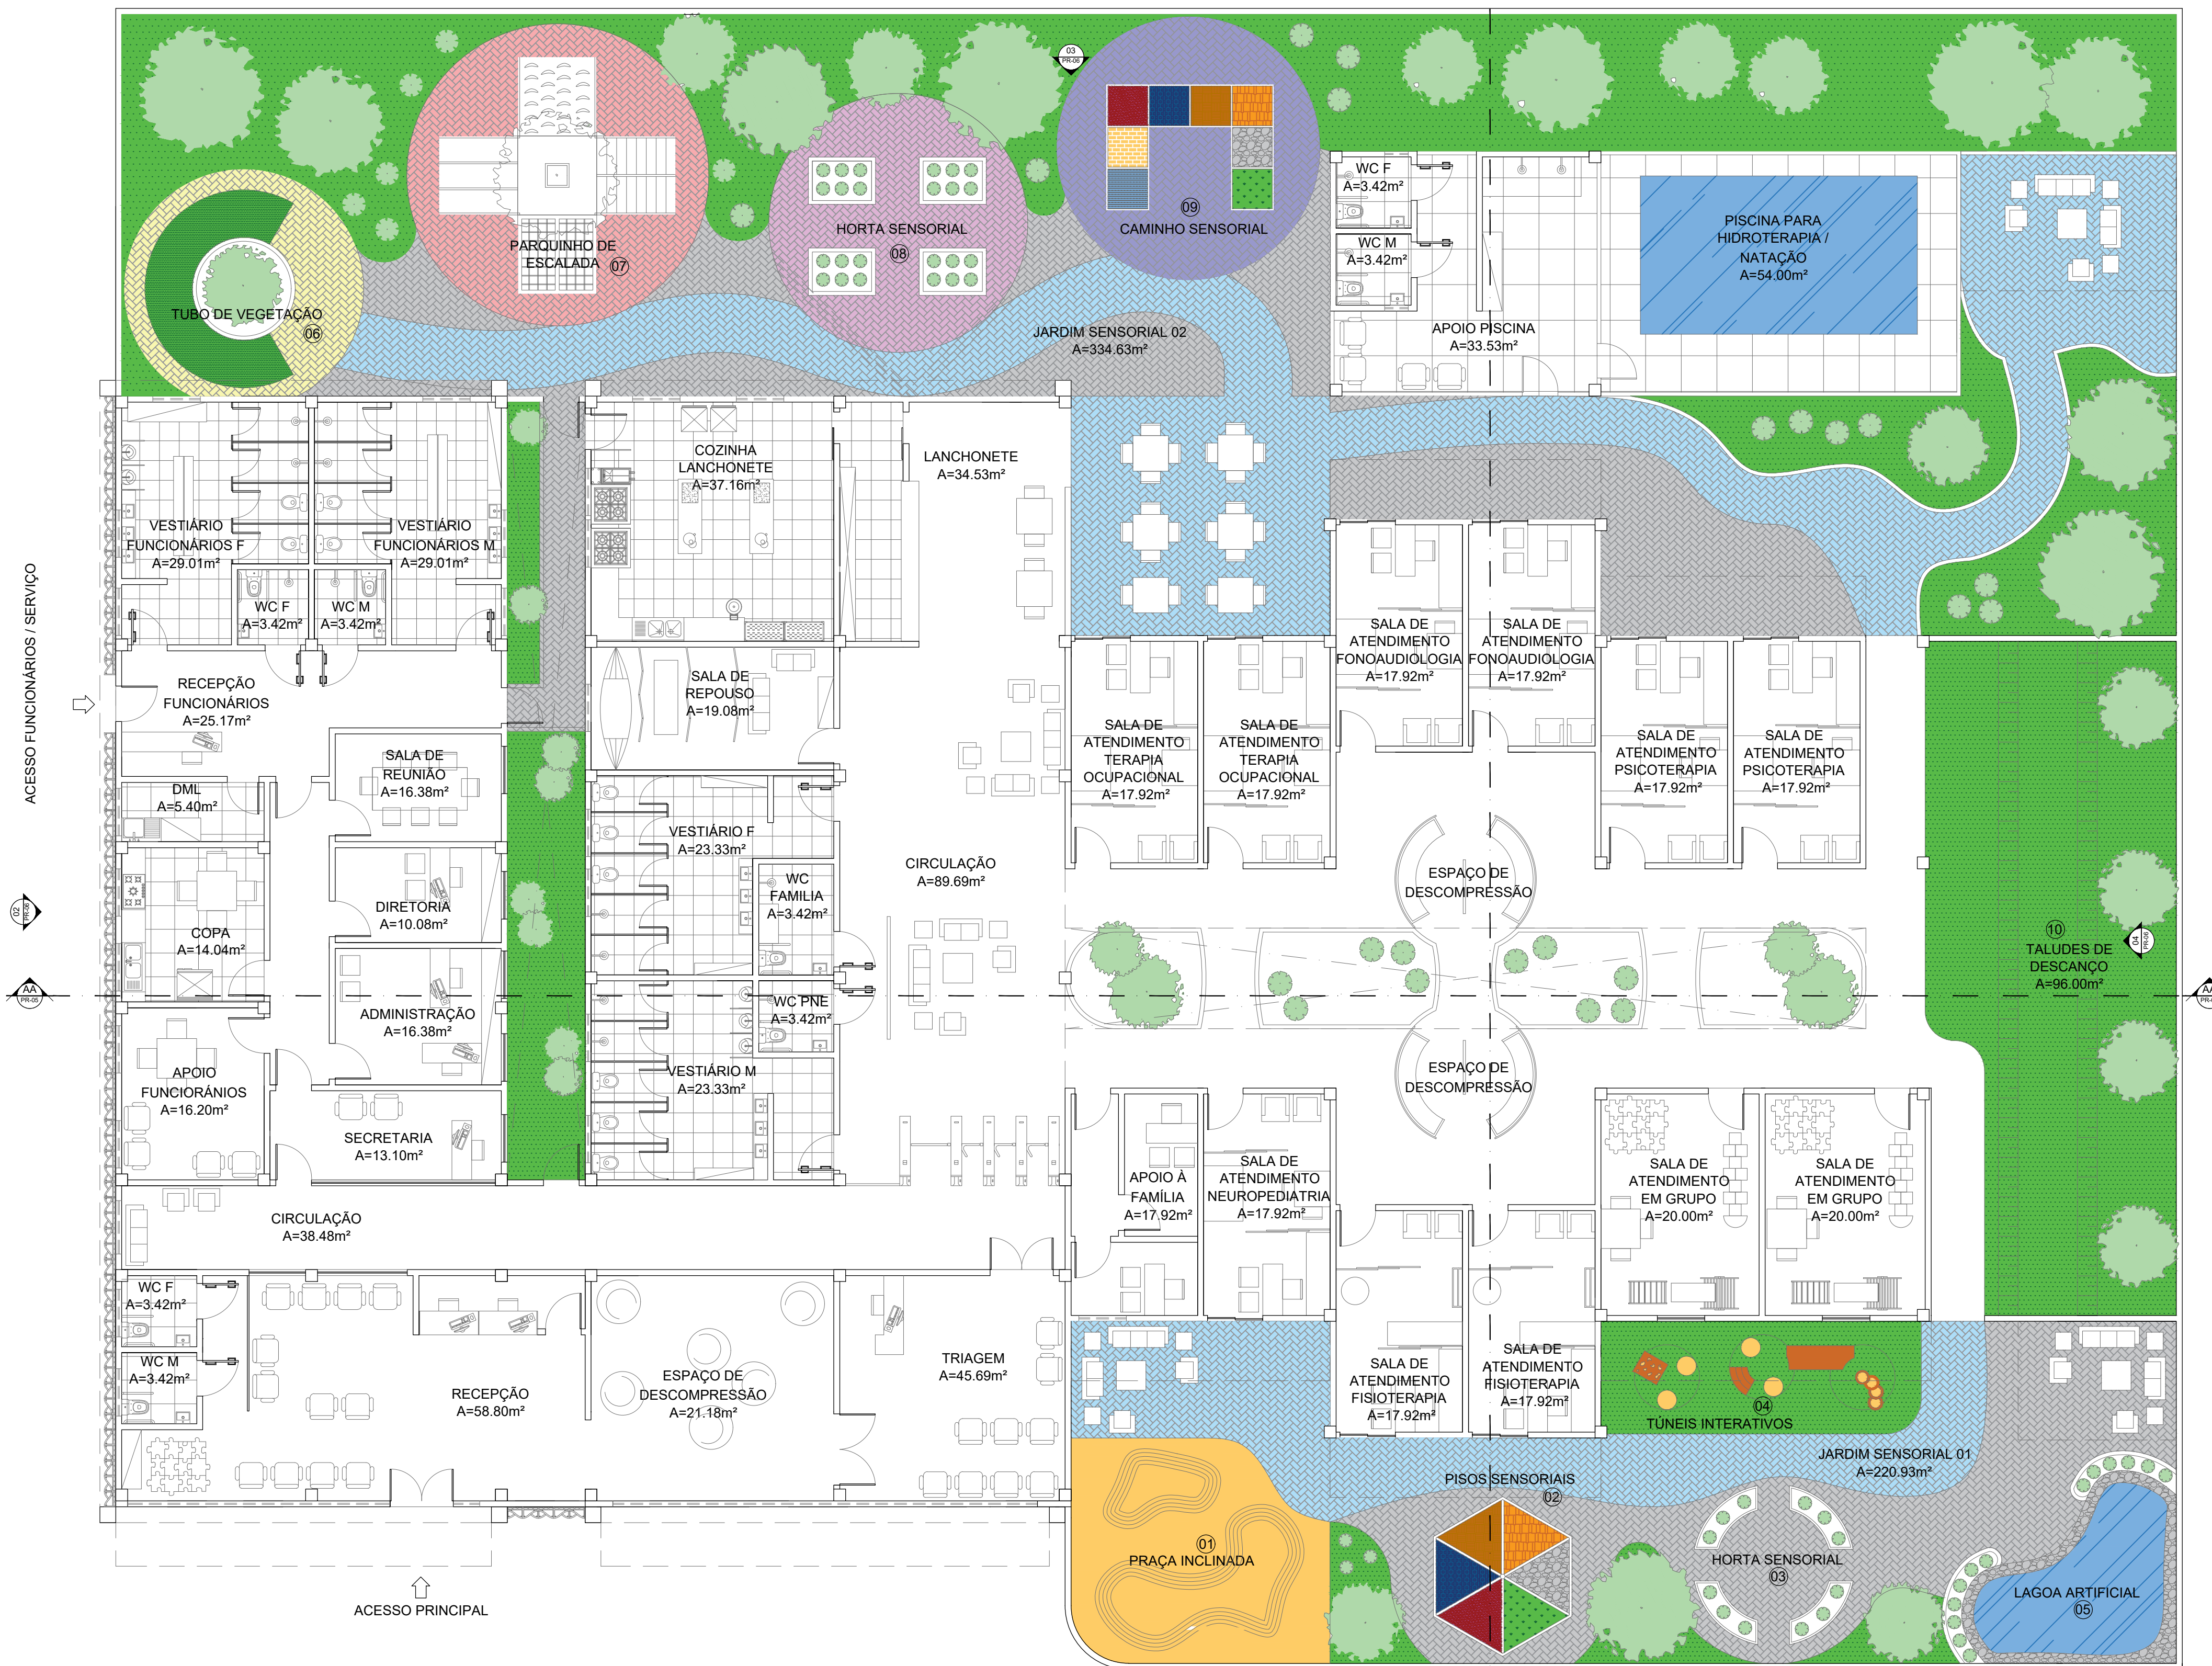 03
PR-06
TUBO DE VEGETAÇÃO
06
PARQUINHO DE
ESCALADA
07
HORTA SENSORIAL
08
09
CAMINHO SENSORIAL
JARDIM SENSORIAL 02
A=334.63m²
WC F
A=3.42m²
WC M
A=3.42m²
APOIO PISCINA
A=33.53m²
PISCINA PARA
HIDROTERAPIA /
NATAÇÃO
A=54.00m²
ACESSO FUNCIONÁRIOS / SERVIÇO
VESTIÁRIO
FUNCIONÁRIOS F
A=29.01m²
VESTIÁRIO
FUNCIONÁRIOS M
A=29.01m²
WC F
A=3.42m²
WC M
A=3.42m²
COZINHA
LANCHONETE
A=37.16m²
LANCHONETE
A=34.53m²
RECEPÇÃO
FUNCIONÁRIOS
A=25.17m²
SALA DE
REPOUSO
A=19.08m²
SALA DE
REUNIÃO
A=16.38m²
DML
A=5.40m²
SALA DE
ATENDIMENTO
TERAPIA
OCUPACIONAL
A=17.92m²
SALA DE
ATENDIMENTO
TERAPIA
OCUPACIONAL
A=17.92m²
SALA DE
ATENDIMENTO
FONOAUDIOLOGIA
A=17.92m²
SALA DE
ATENDIMENTO
FONOAUDIOLOGIA
A=17.92m²
SALA DE
ATENDIMENTO
PSICOTERAPIA
A=17.92m²
SALA DE
ATENDIMENTO
PSICOTERAPIA
A=17.92m²
VESTIÁRIO F
A=23.33m²
WC
FAMILIA
A=3.42m²
CIRCULAÇÃO
A=89.69m²
ESPAÇO DE
DESCOMPRESSÃO
02
PR-06
DIRETORIA
A=10.08m²
COPA
A=14.04m²
10
TALUDES DE
DESCANÇO
A=96.00m²
04
PR-06
AA
PR-05
ADMINISTRAÇÃO
A=16.38m²
WC PNE
A=3.42m²
VESTIÁRIO M
A=23.33m²
ESPAÇO DE
DESCOMPRESSÃO
APOIO
FUNCIORÁNIOS
A=16.20m²
SECRETARIA
A=13.10m²
APOIO À
FAMÍLIA
A=17.92m²
SALA DE
ATENDIMENTO
NEUROPEDIATRIA
A=17.92m²
SALA DE
ATENDIMENTO
EM GRUPO
A=20.00m²
SALA DE
ATENDIMENTO
EM GRUPO
A=20.00m²
CIRCULAÇÃO
A=38.48m²
WC F
A=3.42m²
WC M
A=3.42m²
RECEPÇÃO
A=58.80m²
ESPAÇO DE
DESCOMPRESSÃO
A=21.18m²
TRIAGEM
A=45.69m²
SALA DE
ATENDIMENTO
FISIOTERAPIA
A=17.92m²
SALA DE
ATENDIMENTO
FISIOTERAPIA
A=17.92m²
04
TÚNEIS INTERATIVOS
JARDIM SENSORIAL 01
A=220.93m²
PISOS SENSORIAIS
02
01
PRAÇA INCLINADA
HORTA SENSORIAL
03
LAGOA ARTIFICIAL
05
ACESSO PRINCIPAL